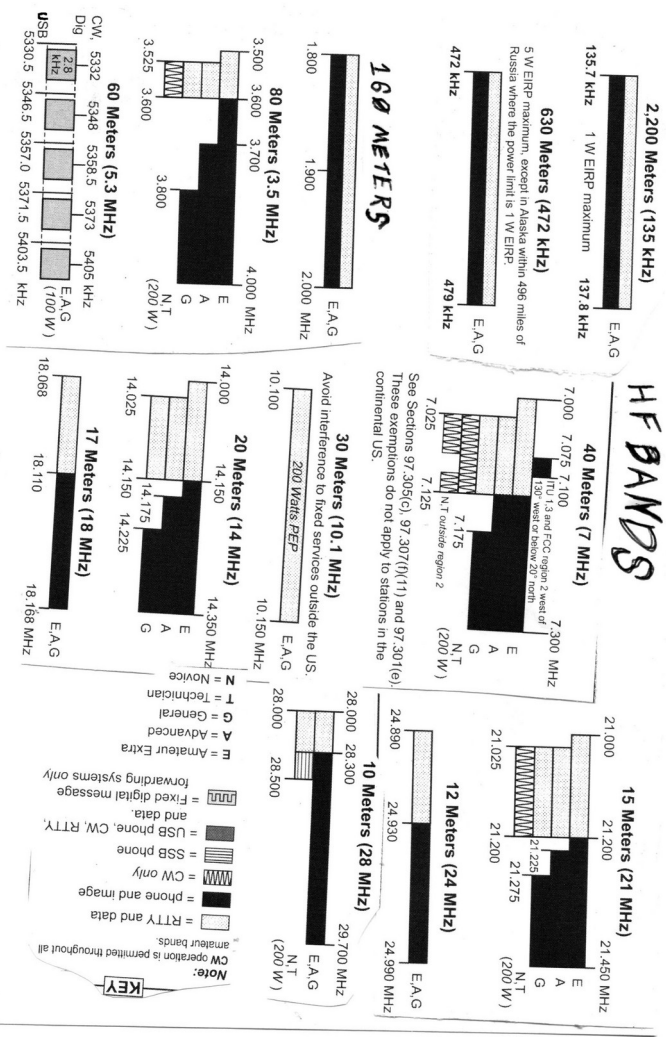 HF BANDS
2,200 Meters (135 kHz)
135.7 kHz 1 W EIRP maximum 137.8 kHz
E,A,G
630 Meters (472 kHz)
5 W EIRP maximum, except in Alaska within 496 miles of
Russia where the power limit is 1 W EIRP.
472 kHz 479 kHz
E,A,G
160 METERS
1.800 1.900 2.000 MHz
E,A,G
80 Meters (3.5 MHz)
3.500 3.600 3.700 4.000 MHz
E
A
G
N,T
(200 W)
3.525 3.600 3.800
60 Meters (5.3 MHz)
CW,
Dig
5332 5348 5358.5 5373 5405 kHz
2.8
kHz
E,A,G
(100 W)
USB
5330.5 5346.5 5357.0 5371.5 5403.5 kHz
40 Meters (7 MHz)
7.000 7.075 7.100 7.300 MHz
ITU 1,3 and FCC region 2 west of
130° west or below 20° north
E
A
G
N,T
(200 W)
7.025 7.125 7.175
N,T outside region 2
See Sections 97.305(c), 97.307(f)(11) and 97.301(e).
These exemptions do not apply to stations in the
continental US.
30 Meters (10.1 MHz)
Avoid interference to fixed services outside the US.
10.100 10.150 MHz
200 Watts PEP
E,A,G
20 Meters (14 MHz)
14.000 14.150 14.350 MHz
E
A
G
14.025 14.150
14.175
14.225
17 Meters (18 MHz)
18.068 18.110 18.168 MHz
E,A,G
15 Meters (21 MHz)
21.000 21.200 21.450 MHz
E
A
G
N,T
(200 W)
21.025 21.200
21.225
21.275
12 Meters (24 MHz)
24.890 24.930 24.990 MHz
E,A,G
10 Meters (28 MHz)
28.000 28.300 29.700 MHz
E,A,G
N,T
(200 W)
28.000 28.500
KEY
Note:
CW operation is permitted throughout all
amateur bands.
= RTTY and data
= phone and image
= CW only
= SSB phone
= USB phone, CW, RTTY,
and data
= Fixed digital message
forwarding systems only
E = Amateur Extra
A = Advanced
G = General
T = Technician
N = Novice